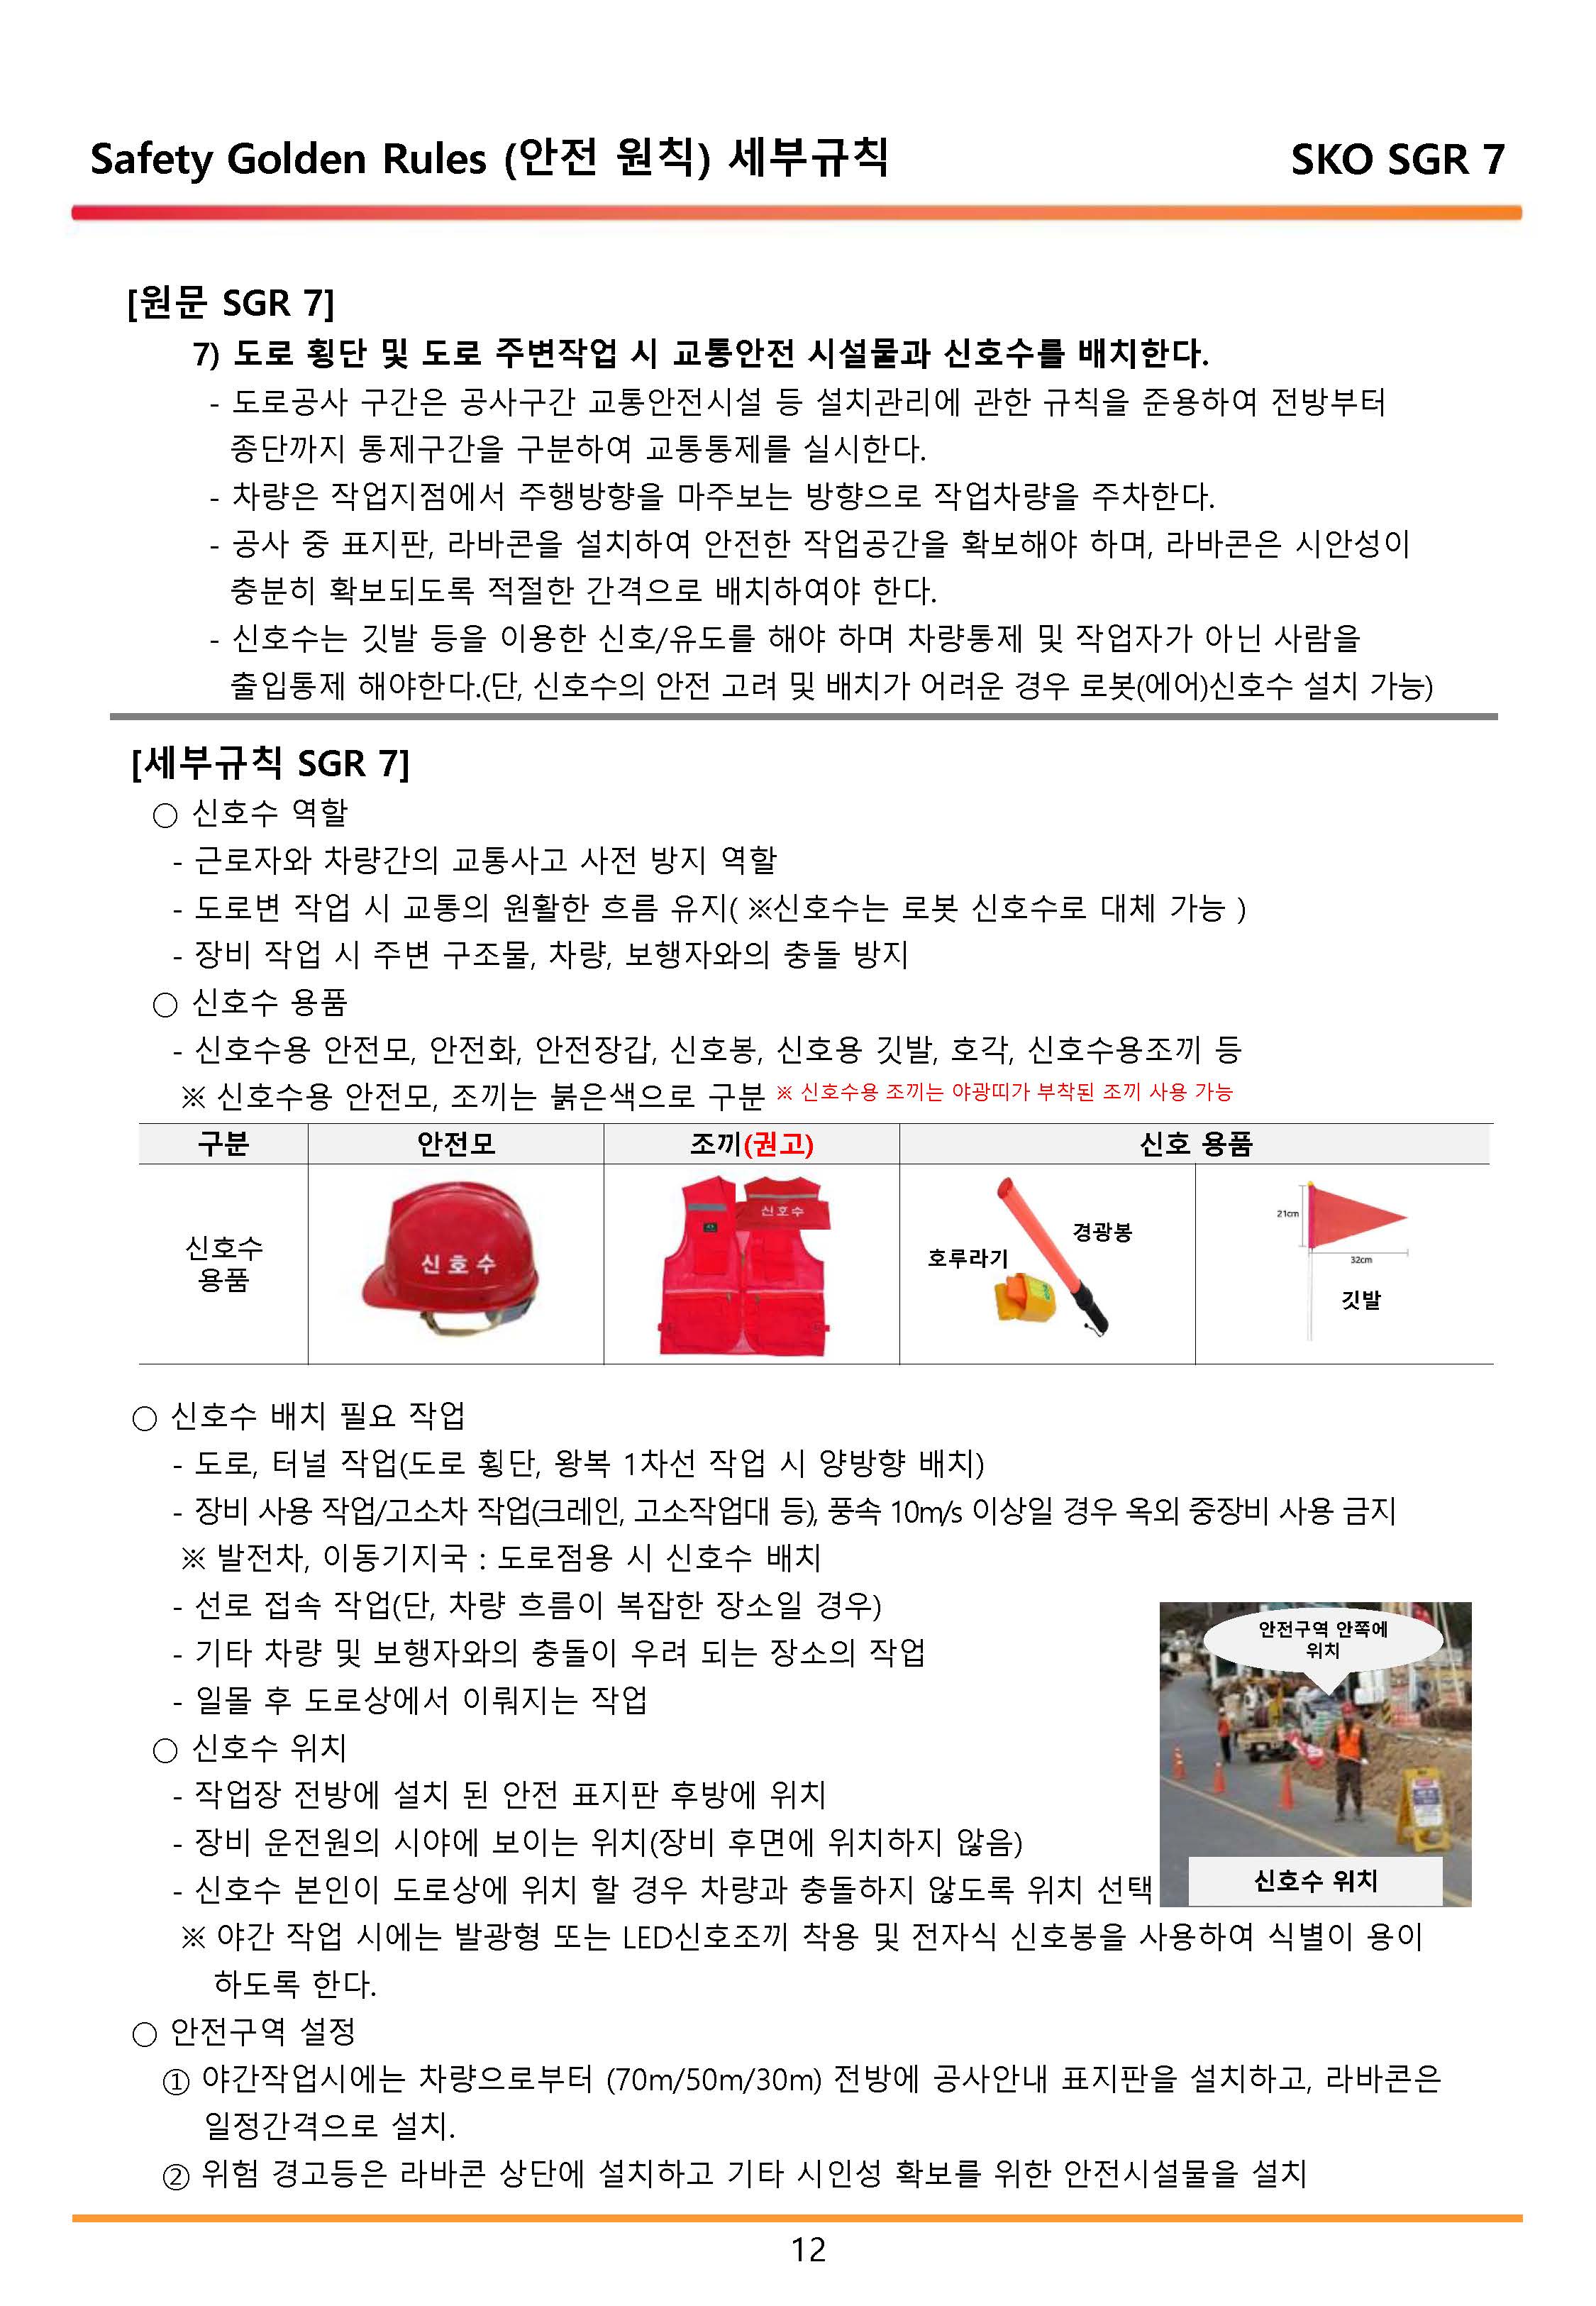 Safety Golden Rules (안전 원칙) 세부규칙
SKO SGR 7
[원문 SGR 7]
7) 도로 횡단 및 도로 주변작업 시 교통안전 시설물과 신호수를 배치한다.
- 도로공사 구간은 공사구간 교통안전시설 등 설치관리에 관한 규칙을 준용하여 전방부터
종단까지 통제구간을 구분하여 교통통제를 실시한다.
- 차량은 작업지점에서 주행방향을 마주보는 방향으로 작업차량을 주차한다.
- 공사 중 표지판, 라바콘을 설치하여 안전한 작업공간을 확보해야 하며, 라바콘은 시안성이
충분히 확보되도록 적절한 간격으로 배치하여야 한다.
- 신호수는 깃발 등을 이용한 신호/유도를 해야 하며 차량통제 및 작업자가 아닌 사람을
출입통제 해야한다.(단, 신호수의 안전 고려 및 배치가 어려운 경우 로봇(에어)신호수 설치 가능)
[세부규칙 SGR 7]
○ 신호수 역할
- 근로자와 차량간의 교통사고 사전 방지 역할
- 도로변 작업 시 교통의 원활한 흐름 유지( ※신호수는 로봇 신호수로 대체 가능 )
- 장비 작업 시 주변 구조물, 차량, 보행자와의 충돌 방지
○ 신호수 용품
- 신호수용 안전모, 안전화, 안전장갑, 신호봉, 신호용 깃발, 호각, 신호수용조끼 등
※ 신호수용 안전모, 조끼는 붉은색으로 구분 ※ 신호수용 조끼는 야광띠가 부착된 조끼 사용 가능
구분 안전모 조끼(권고) 신호 용품
신호수
용품
신호수
신호수
호루라기
경광봉
21cm
32cm
깃발
○ 신호수 배치 필요 작업
- 도로, 터널 작업(도로 횡단, 왕복 1차선 작업 시 양방향 배치)
- 장비 사용 작업/고소차 작업(크레인, 고소작업대 등), 풍속 10m/s 이상일 경우 옥외 중장비 사용 금지
※ 발전차, 이동기지국 : 도로점용 시 신호수 배치
- 선로 접속 작업(단, 차량 흐름이 복잡한 장소일 경우)
- 기타 차량 및 보행자와의 충돌이 우려 되는 장소의 작업
- 일몰 후 도로상에서 이뤄지는 작업
○ 신호수 위치
- 작업장 전방에 설치 된 안전 표지판 후방에 위치
- 장비 운전원의 시야에 보이는 위치(장비 후면에 위치하지 않음)
- 신호수 본인이 도로상에 위치 할 경우 차량과 충돌하지 않도록 위치 선택
안전구역 안쪽에
위치
신호수 위치
※ 야간 작업 시에는 발광형 또는 LED신호조끼 착용 및 전자식 신호봉을 사용하여 식별이 용이
하도록 한다.
○ 안전구역 설정
① 야간작업시에는 차량으로부터 (70m/50m/30m) 전방에 공사안내 표지판을 설치하고, 라바콘은
일정간격으로 설치.
② 위험 경고등은 라바콘 상단에 설치하고 기타 시인성 확보를 위한 안전시설물을 설치
12